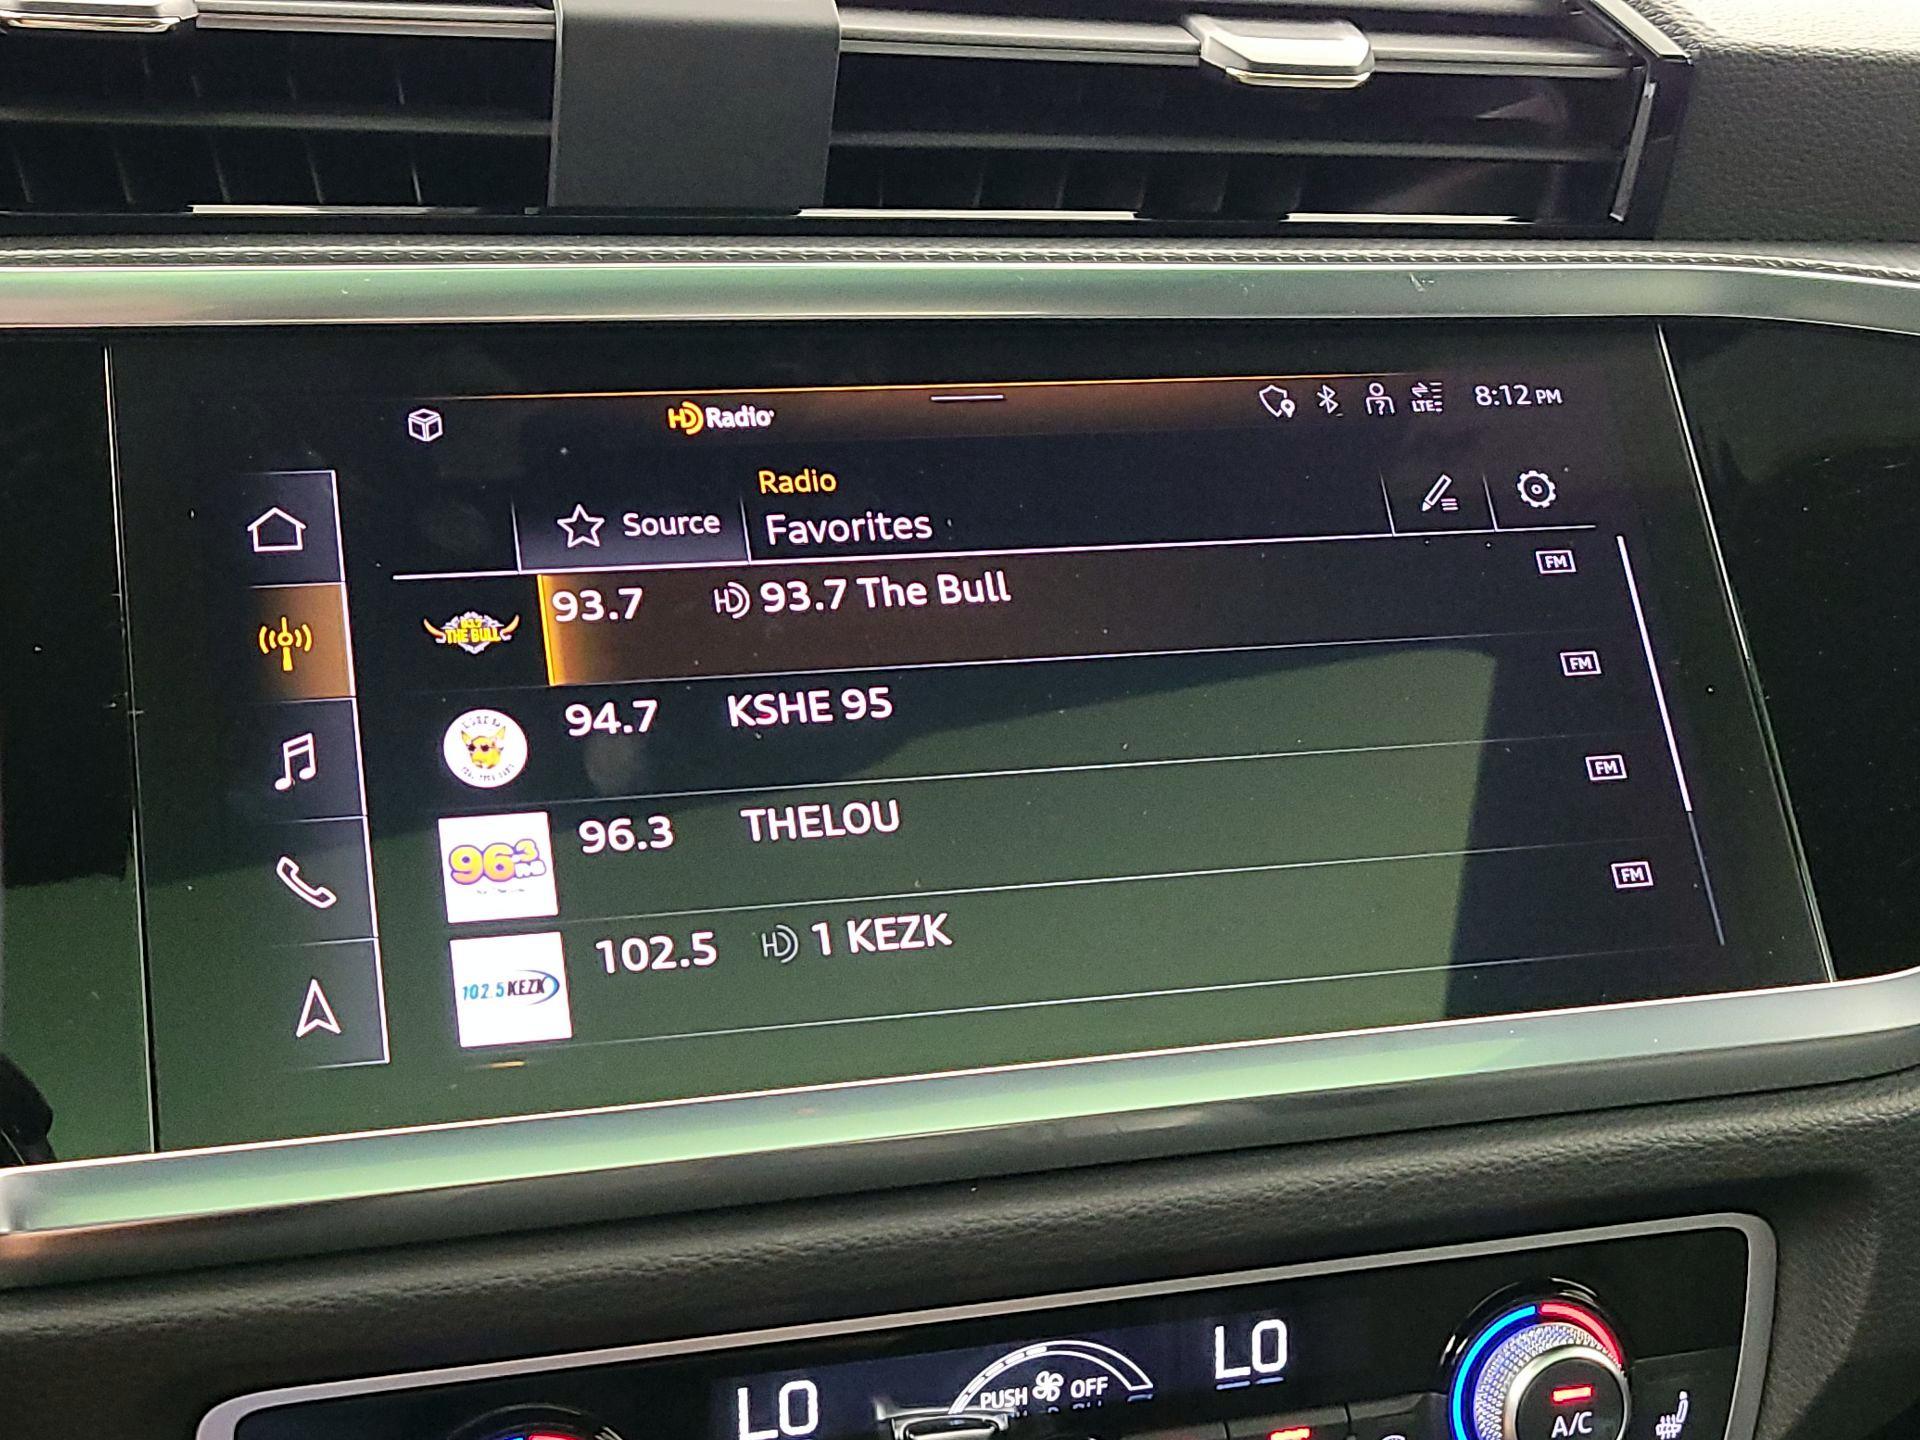 HD Radio
LTE
8:12 PM
Radio
Source
Favorites
93.7
THE BULL
93.7
HD 93.7 The Bull
FM
94.7
KSHE 95
FM
96.3
96.3
THELOU
FM
102.5 KEZK
102.5
HD 1 KEZK
FM
LO
PUSH OFF
LO
A/C